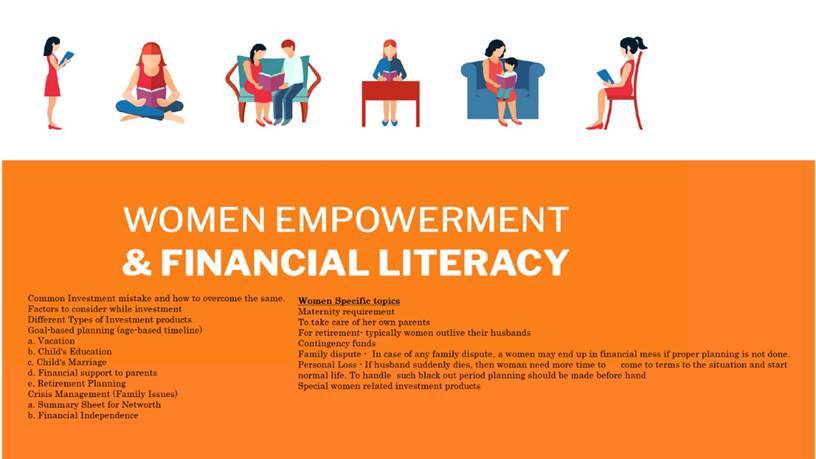 WOMEN EMPOWERMENT
& FINANCIAL LITERACY
Common Investment mistake and how to overcome the same.
Factors to consider while investment
Different Types of Investment products
Goal-based planning (age-based timeline)
a. Vacation
b. Child's Education
c. Child's Marriage
d. Financial support to parents
e. Retirement Planning
Crisis Management (Family Issues)
a. Summary Sheet for Networth
b. Financial Independence
Women Specific topics
Maternity requirement
To take care of her own parents
For retirement- typically women outlive their husbands
Contingency funds
Family dispute - In case of any family dispute, a women may end up in financial mess if proper planning is not done.
Personal Loss - If husband suddenly dies, then woman need more time to come to terms to the situation and start
normal life. To handle such black out period planning should be made before hand
Special women related investment products